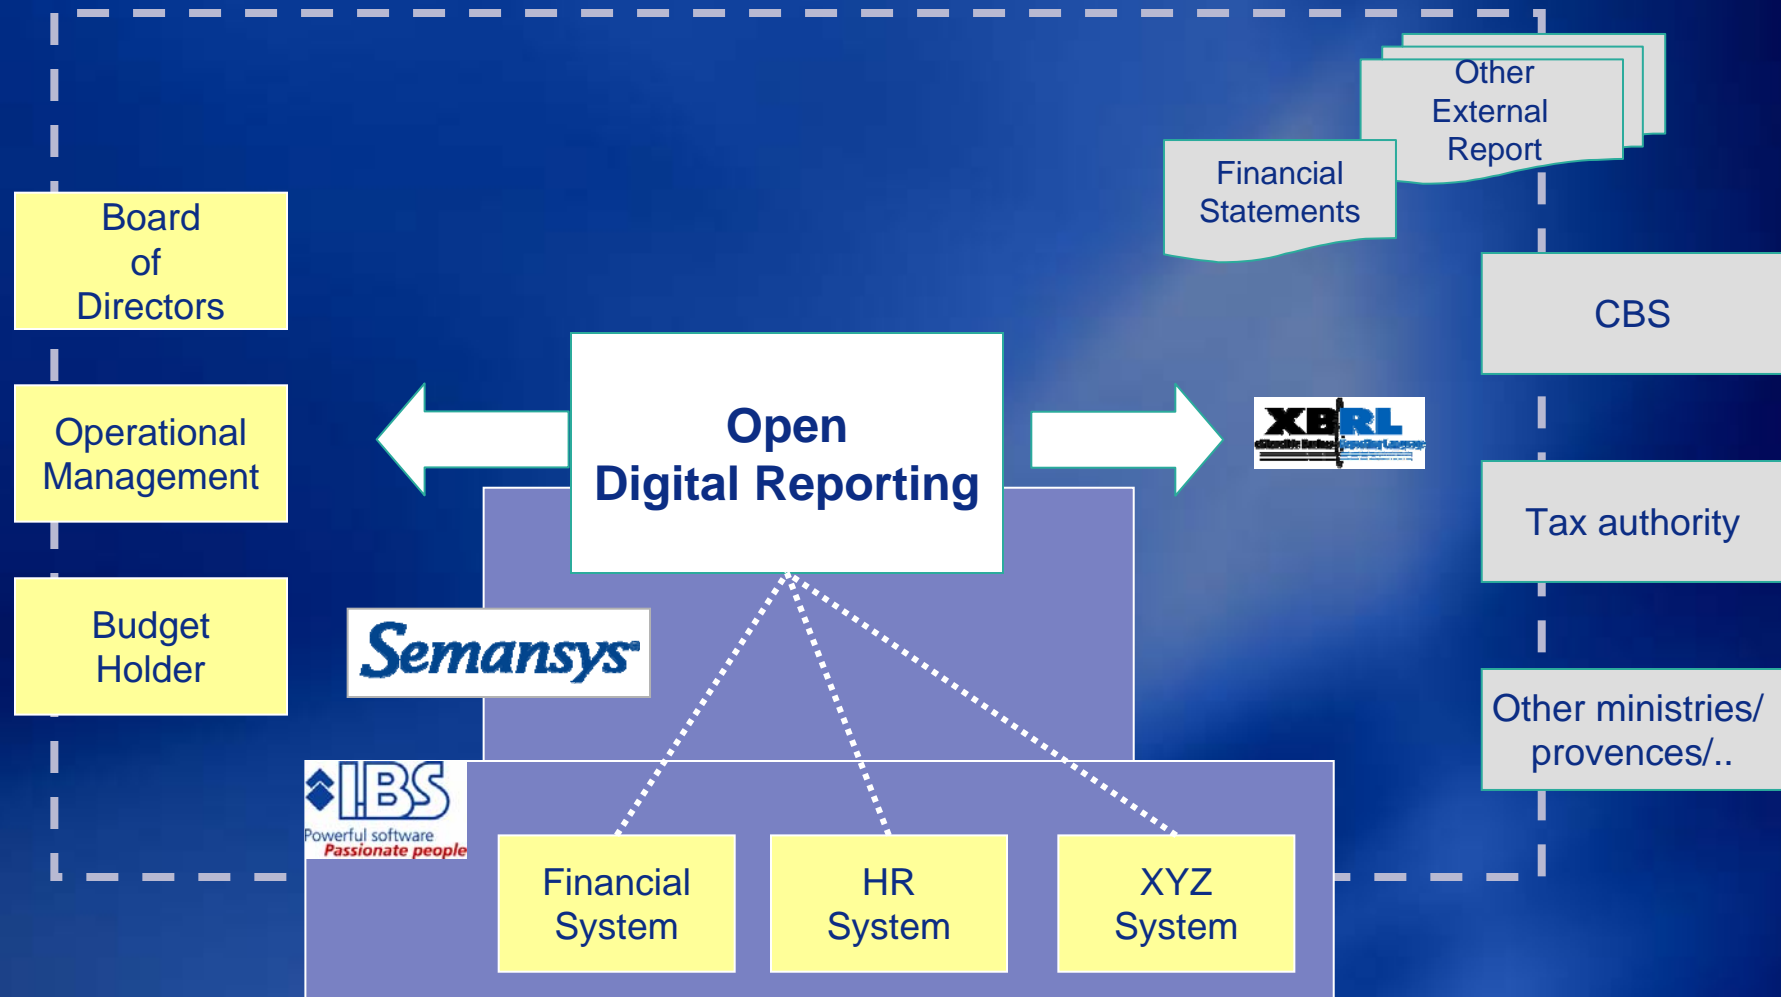 Other
External
Report
Financial
Statements
Board
of
Directors
CBS
Open
Digital Reporting
XBRL
Operational
Management
Tax authority
Budget
Holder
Semansys
Other ministries/
provences/..
IBS
Powerful software
Passionate people
Financial
System
HR
System
XYZ
System